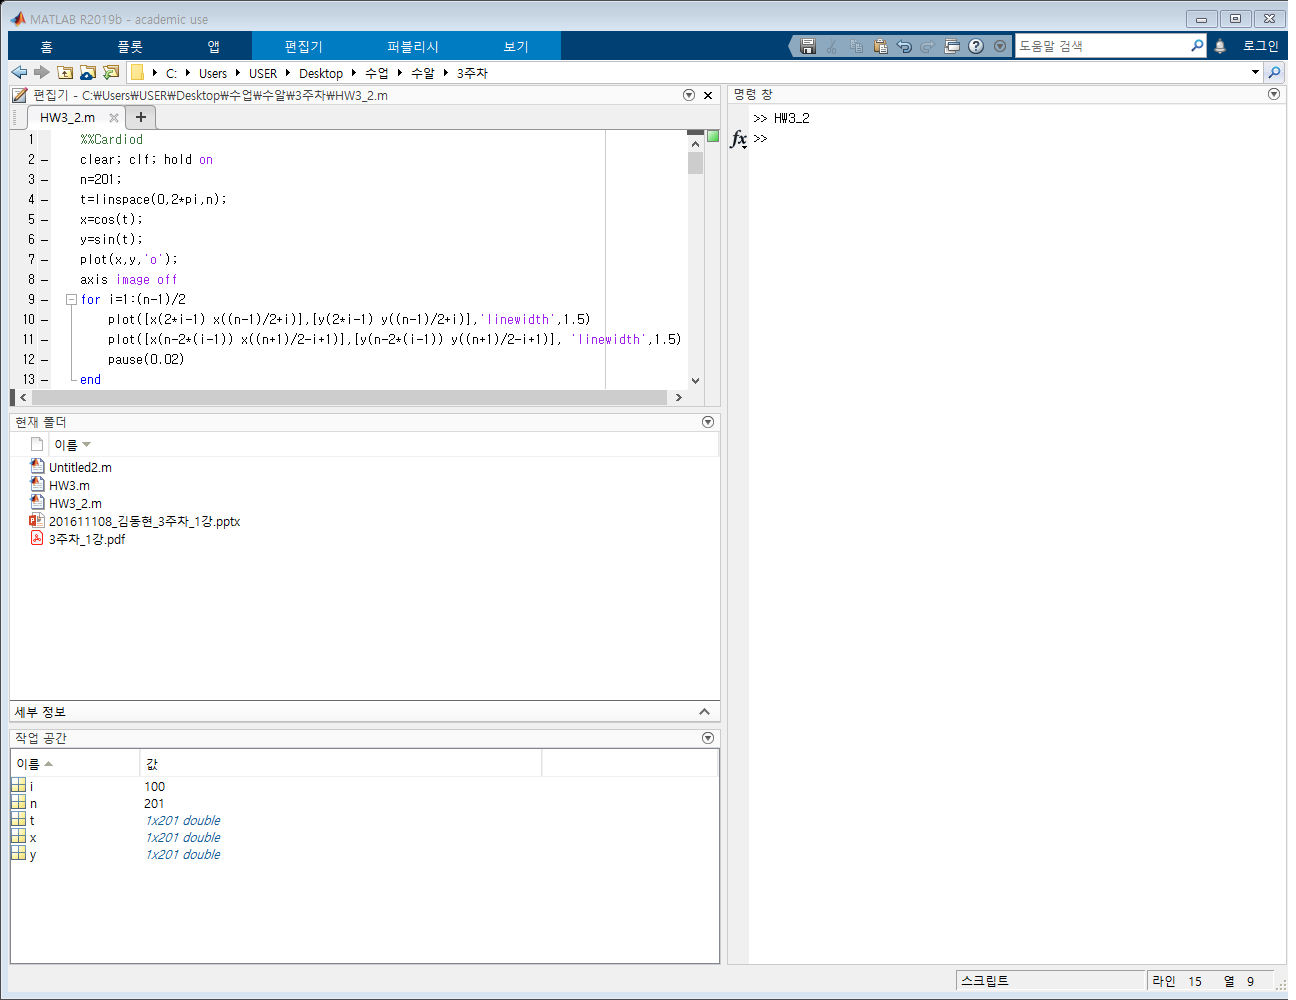 MATLAB R2019b - academic use
홈 플롯 앱 편집기 퍼블리시 보기 도움말 검색 로그인
C: Users USER Desktop 수업 수알 3주차
편집기 - C:₩Users₩USER₩Desktop₩수업₩수알₩3주차₩HW3_2.m
HW3_2.m
1 %%Cardiod
2 – clear; clf; hold on
3 – n=201;
4 – t=linspace(0,2*pi,n);
5 – x=cos(t);
6 – y=sin(t);
7 – plot(x,y,'o');
8 – axis image off
9 – for i=1:(n-1)/2
10 – plot([x(2*i-1) x((n-1)/2+i)],[y(2*i-1) y((n-1)/2+i)],'linewidth',1.5)
11 – plot([x(n-2*(i-1)) x((n+1)/2-i+1)],[y(n-2*(i-1)) y((n+1)/2-i+1)], 'linewidth',1.5)
12 – pause(0.02)
13 – end
현재 폴더
이름
Untitled2.m
HW3.m
HW3_2.m
201611108_김동현_3주차_1강.pptx
3주차_1강.pdf
세부 정보
작업 공간
이름 값
i 100
n 201
t 1x201 double
x 1x201 double
y 1x201 double
명령 창
>> HW3_2
fx >>
스크립트 라인 15 열 9